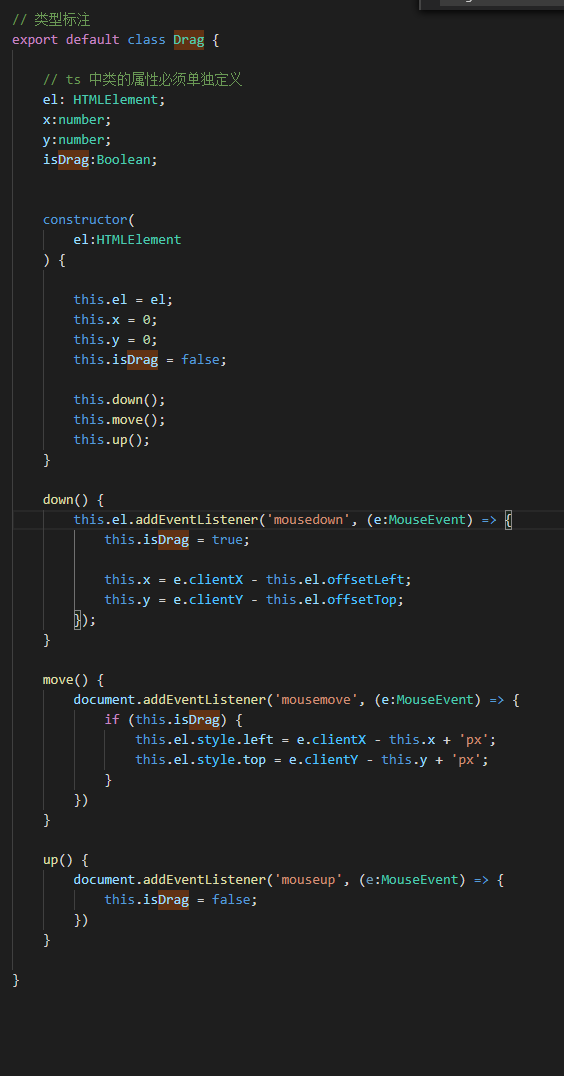 // 类型标注
export default class Drag {
// ts 中类的属性必须单独定义
el: HTMLElement;
x:number;
y:number;
isDrag:Boolean;
constructor(
el:HTMLElement
) {
this.el = el;
this.x = 0;
this.y = 0;
this.isDrag = false;
this.down();
this.move();
this.up();
}
down() {
this.el.addEventListener('mousedown', (e:MouseEvent) => {
this.isDrag = true;
this.x = e.clientX - this.el.offsetLeft;
this.y = e.clientY - this.el.offsetTop;
});
}
move() {
document.addEventListener('mousemove', (e:MouseEvent) => {
if (this.isDrag) {
this.el.style.left = e.clientX - this.x + 'px';
this.el.style.top = e.clientY - this.y + 'px';
}
})
}
up() {
document.addEventListener('mouseup', (e:MouseEvent) => {
this.isDrag = false;
})
}
}